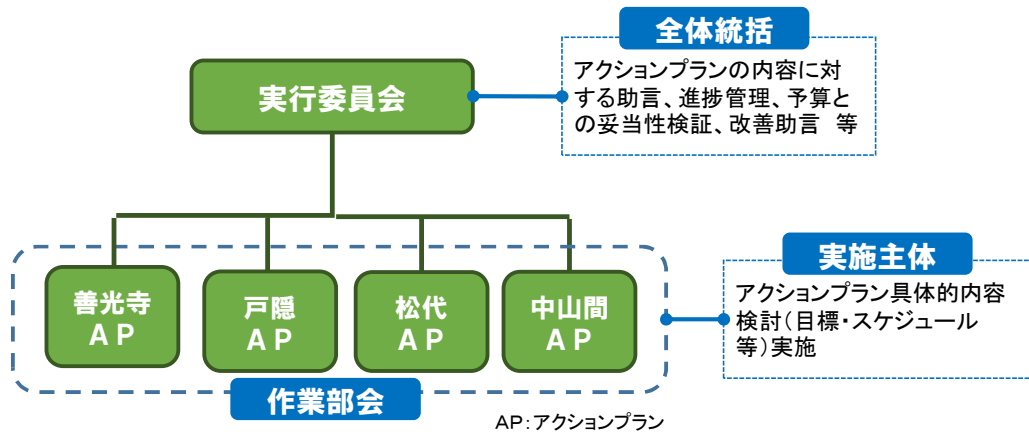 全体統括
アクションプランの内容に対
する助言、進捗管理、予算と
の妥当性検証、改善助言　等
実行委員会
善光寺
ＡＰ
戸隠
ＡＰ
松代
ＡＰ
中山間
ＡＰ
実施主体
アクションプラン具体的内容
検討（目標・スケジュール
等）実施
作業部会
AP：アクションプラン